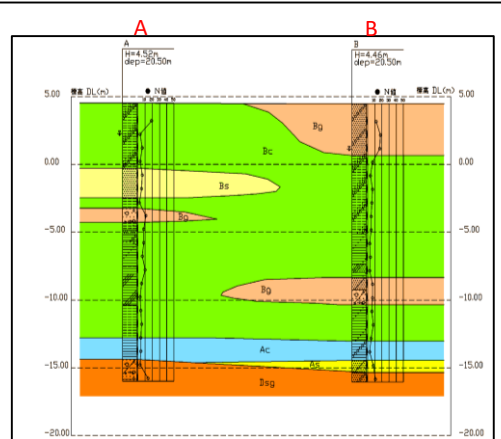 A
B
A
H=4.52m
dep=20.50m
B
H=4.46m
dep=20.50m
標高 DL(m)
● N値
● N値
標高 DL(m)
5.00
5.00
Bg
Bc
0.00
0.00
Bs
Bg
-5.00
-5.00
Bg
-10.00
-10.00
Ac
As
-15.00
-15.00
Bsg
-20.00
-20.00